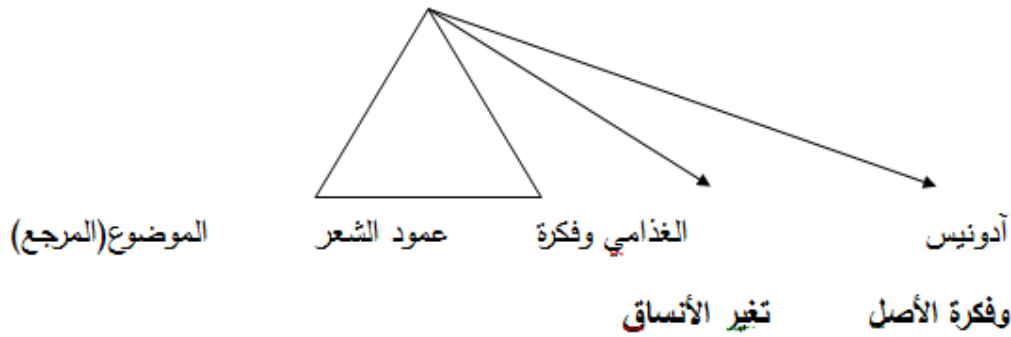 آدونيس الغذامي وفكرة عمود الشعر الموضوع(المرجع)
وفكرة الأصل تغير الأنساق